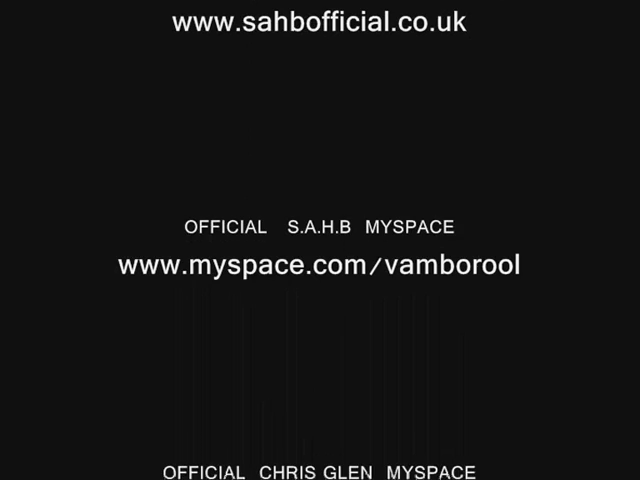 www.sahbofficial.co.uk
OFFICIAL S.A.H.B MYSPACE
www.myspace.com/vamborool
OFFICIAL CHRIS GLEN MYSPACE